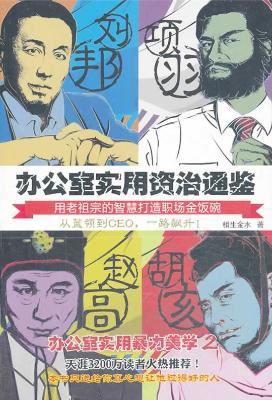 刘邦
项羽
办公室实用资治通鉴
用老祖宗的智慧打造职场金饭碗
从蓝领到CEO，一路飙升！
相生金水 著
赵高
胡亥
办公室实用暴力美学2
天涯3200万读者火热推荐！